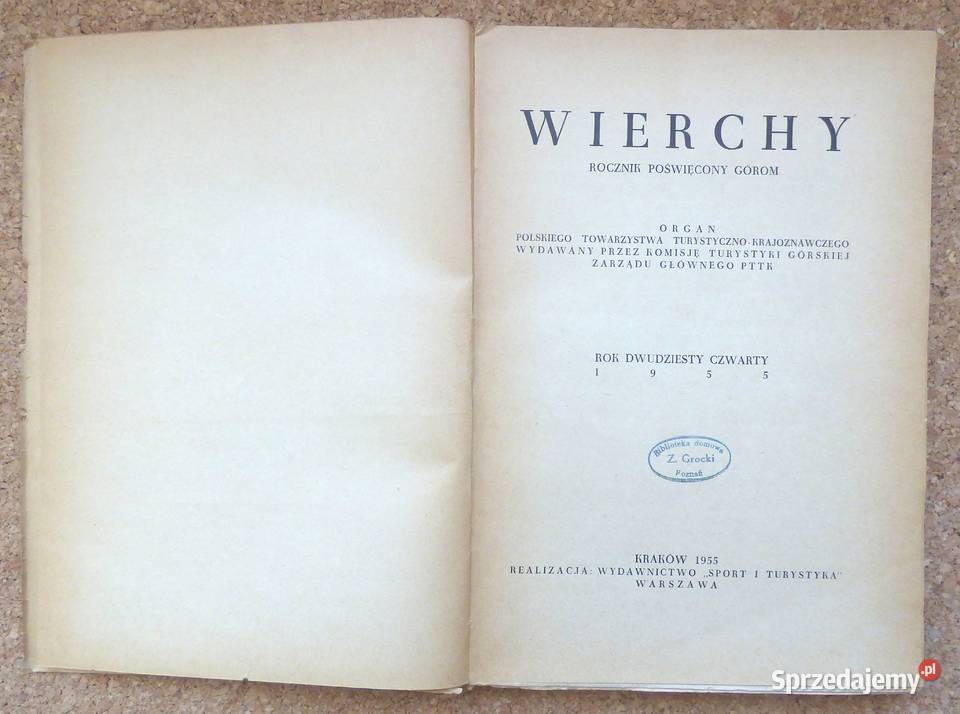 WIERCHY
ROCZNIK POŚWIĘCONY GÓROM
ORGAN
POLSKIEGO TOWARZYSTWA TURYSTYCZNO-KRAJOZNAWCZEGO
WYDAWANY PRZEZ KOMISJĘ TURYSTYKI GÓRSKIEJ
ZARZĄDU GŁÓWNEGO PTTK
ROK DWUDZIESTY CZWARTY
1 9 5 5
Biblioteka domowa
Z. Grocki
Poznań
KRAKÓW 1955
REALIZACJA: WYDAWNICTWO „SPORT I TURYSTYKA"
WARSZAWA
Sprzedajemy.pl